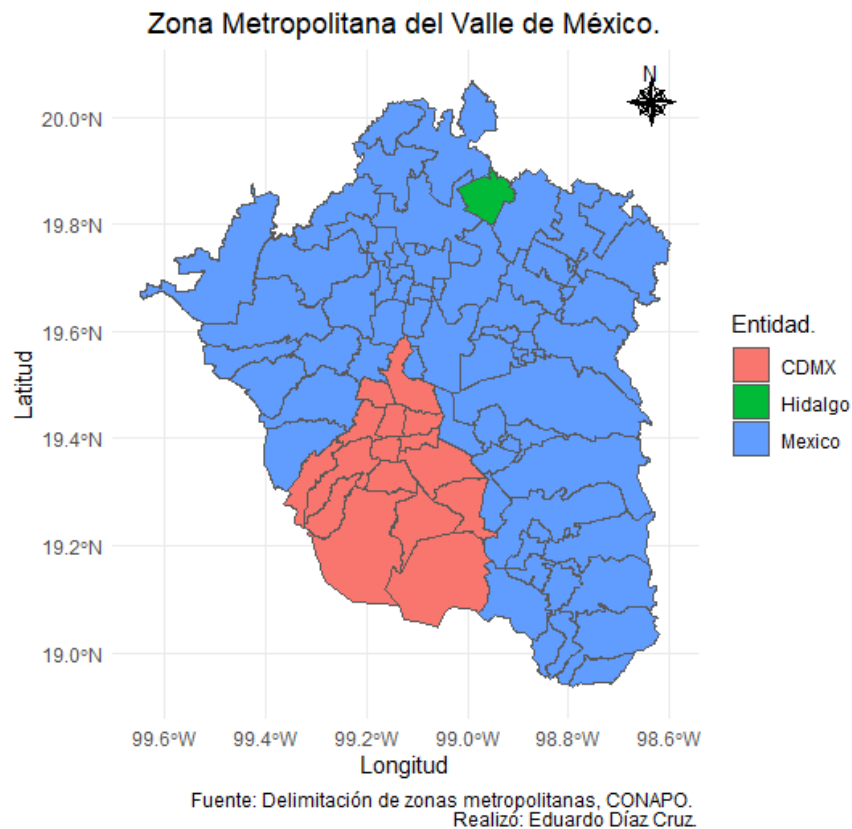 Zona Metropolitana del Valle de México.
N
20.0°N
19.8°N
19.6°N
19.4°N
19.2°N
19.0°N
Latitud
Entidad.
CDMX
Hidalgo
Mexico
99.6°W 99.4°W 99.2°W 99.0°W 98.8°W 98.6°W
Longitud
Fuente: Delimitación de zonas metropolitanas, CONAPO.
Realizó: Eduardo Díaz Cruz.